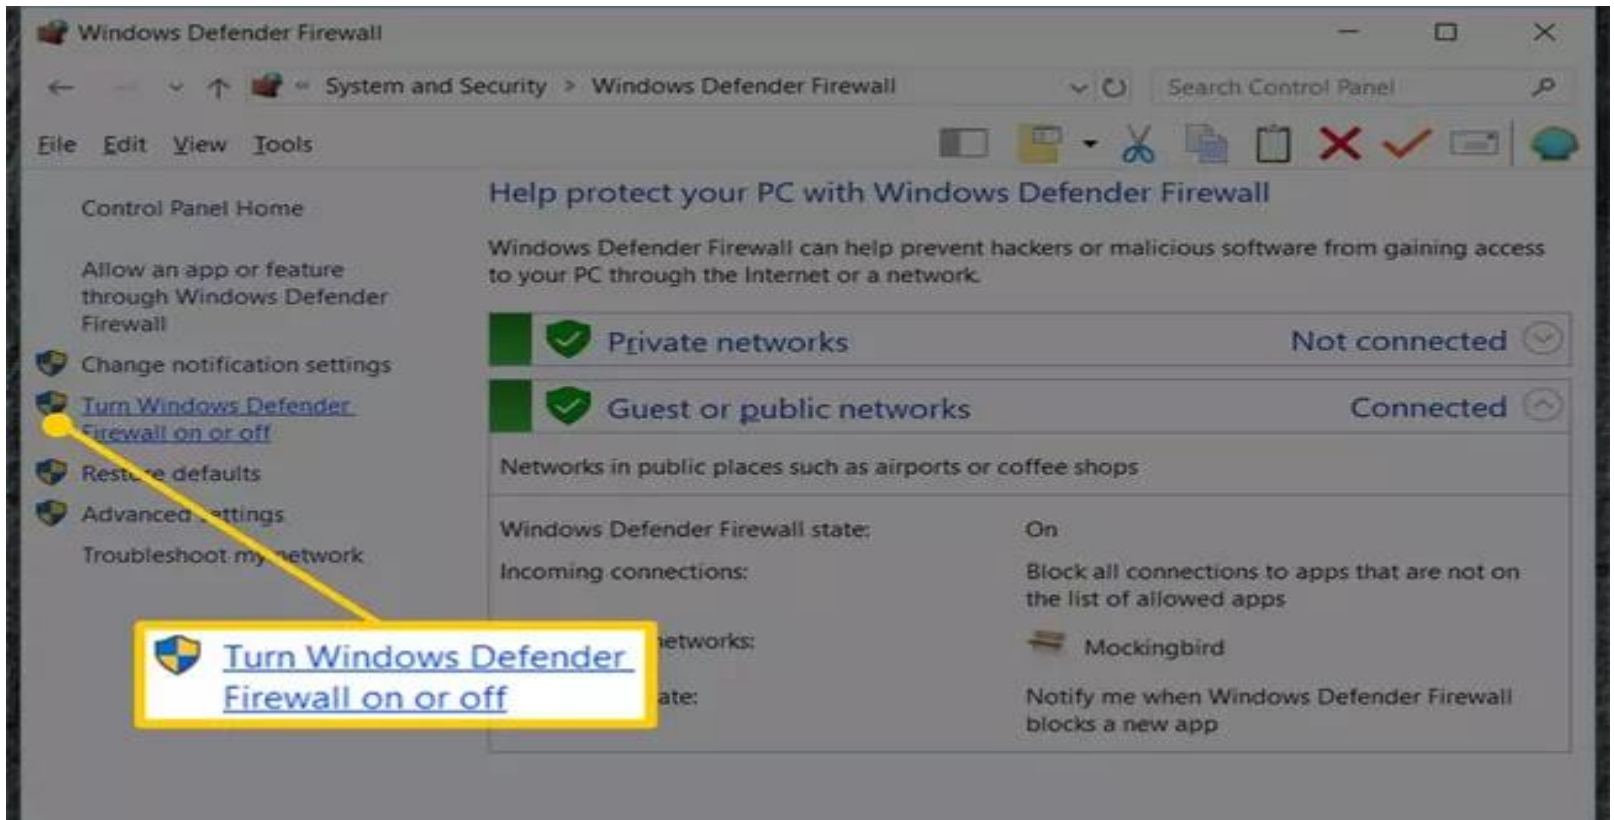 Windows Defender Firewall
System and Security > Windows Defender Firewall
Search Control Panel
File Edit View Tools
Control Panel Home
Allow an app or feature
through Windows Defender
Firewall
Change notification settings
Turn Windows Defender
Firewall on or off
Restore defaults
Advanced settings
Troubleshoot my network
Turn Windows Defender
Firewall on or off
Help protect your PC with Windows Defender Firewall
Windows Defender Firewall can help prevent hackers or malicious software from gaining access
to your PC through the Internet or a network.
Private networks Not connected
Guest or public networks Connected
Networks in public places such as airports or coffee shops
Windows Defender Firewall state: On
Incoming connections: Block all connections to apps that are not on
the list of allowed apps
networks: Mockingbird
ate: Notify me when Windows Defender Firewall
blocks a new app